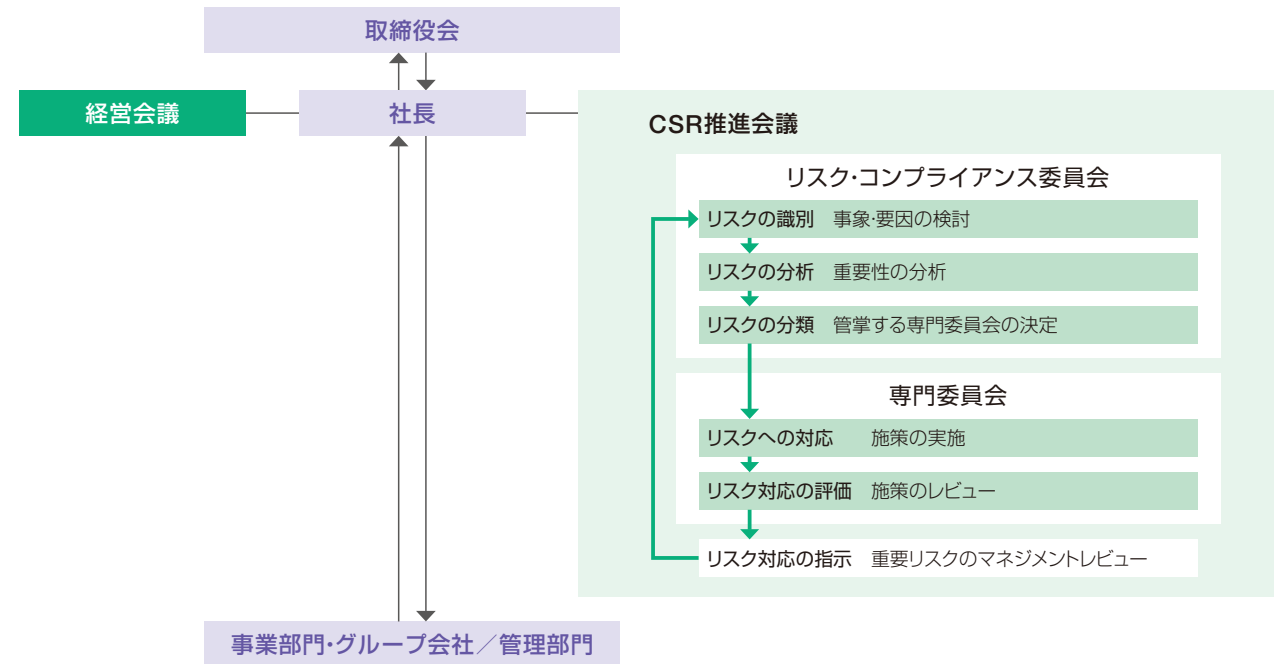 取締役会
経営会議
社長
CSR推進会議
リスク・コンプライアンス委員会
リスクの識別 事象・要因の検討
リスクの分析 重要性の分析
リスクの分類 管掌する専門委員会の決定
専門委員会
リスクへの対応 施策の実施
リスク対応の評価 施策のレビュー
リスク対応の指示 重要リスクのマネジメントレビュー
事業部門・グループ会社／管理部門